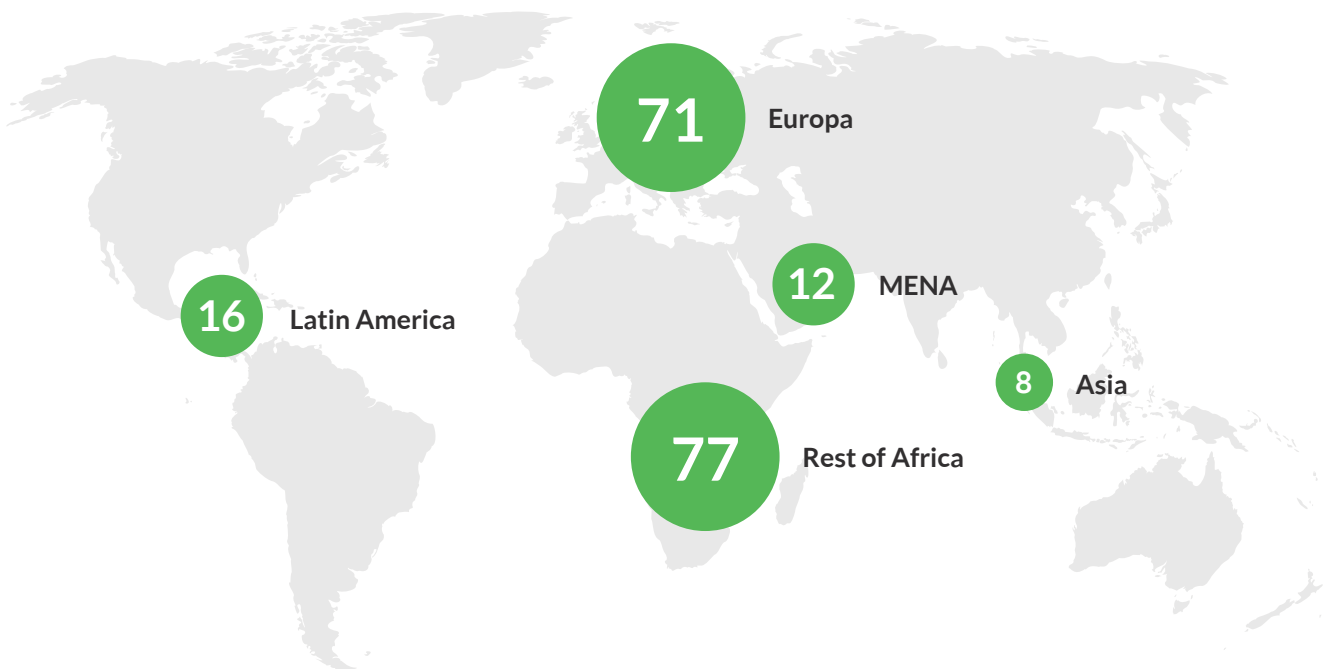 71
Europa
12
MENA
16
Latin America
8
Asia
77
Rest of Africa